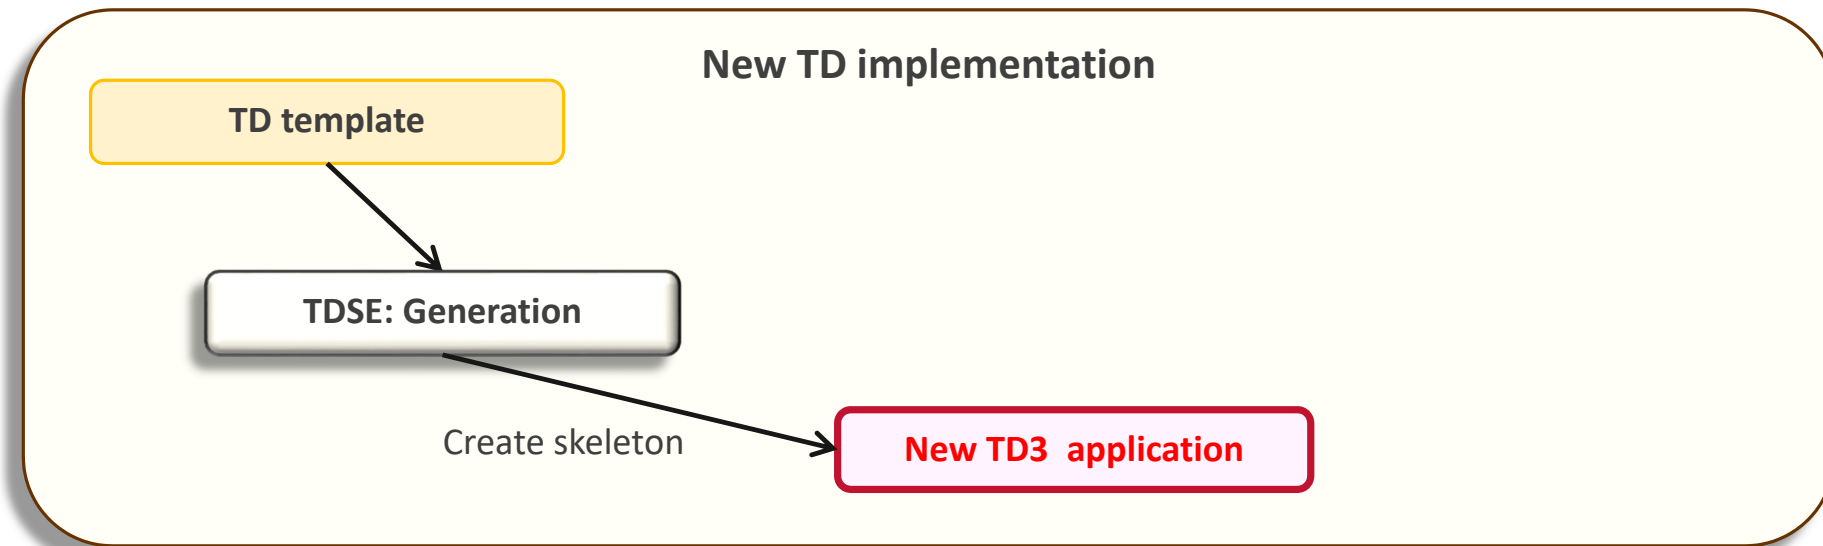 New TD implementation
TD template
TDSE: Generation
Create skeleton
New TD3  application